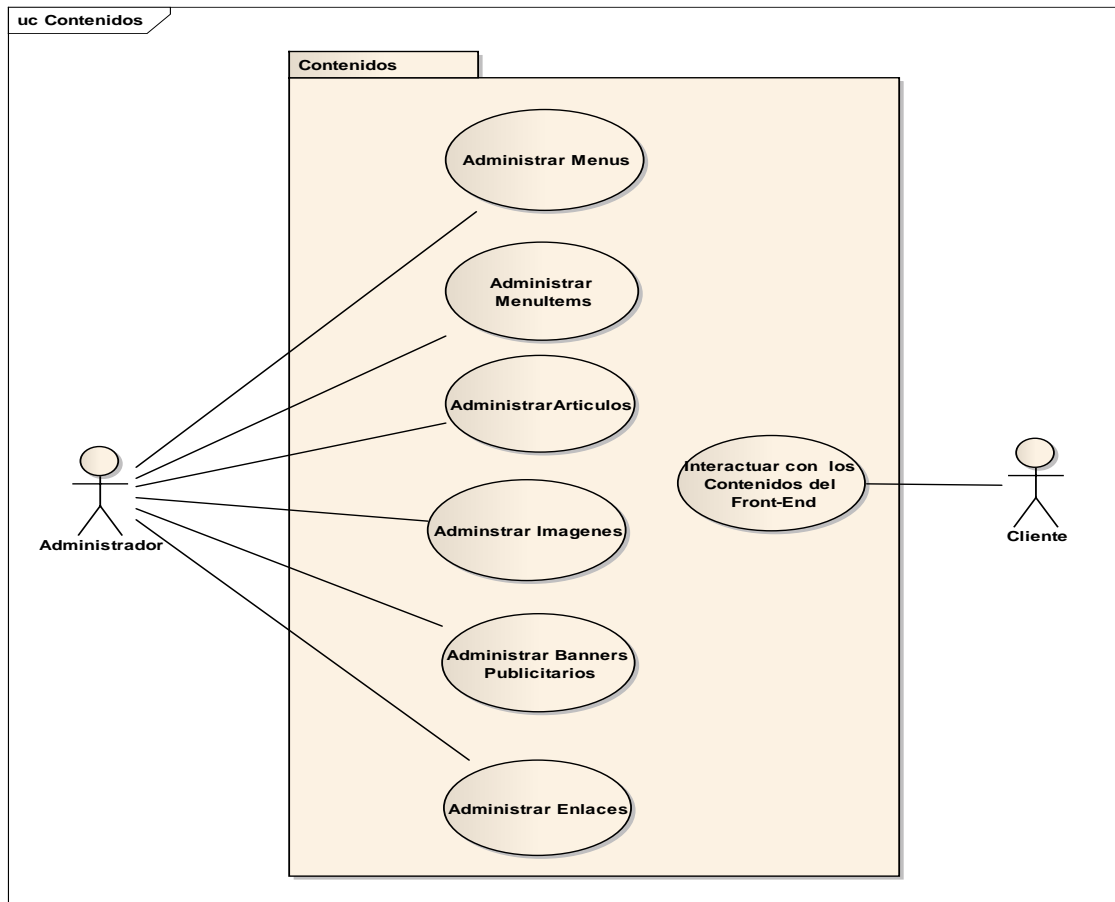 uc Contenidos
Contenidos
Administrar Menus
Administrar
MenuItems
AdministrarArticulos
Adminstrar Imagenes
Administrar Banners
Publicitarios
Administrar Enlaces
Interactuar con los
Contenidos del
Front-End
Administrador
Cliente